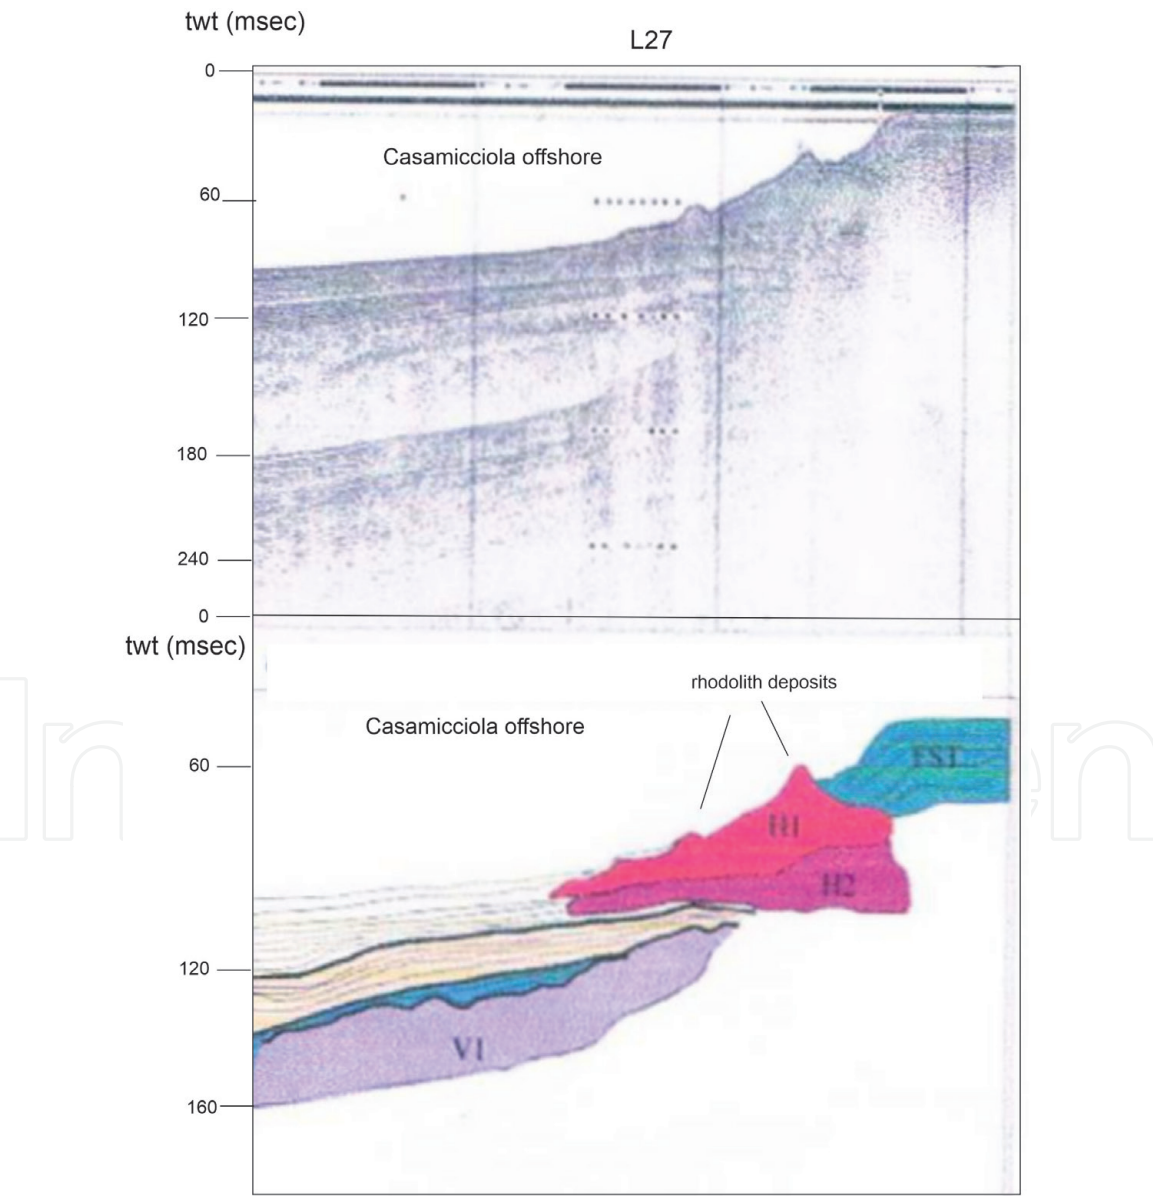 twt (msec)
L27
0
Casamicciola offshore
60
120
180
240
0
twt (msec)
rhodolith deposits
Casamicciola offshore
60
FST
H1
H2
120
V1
160